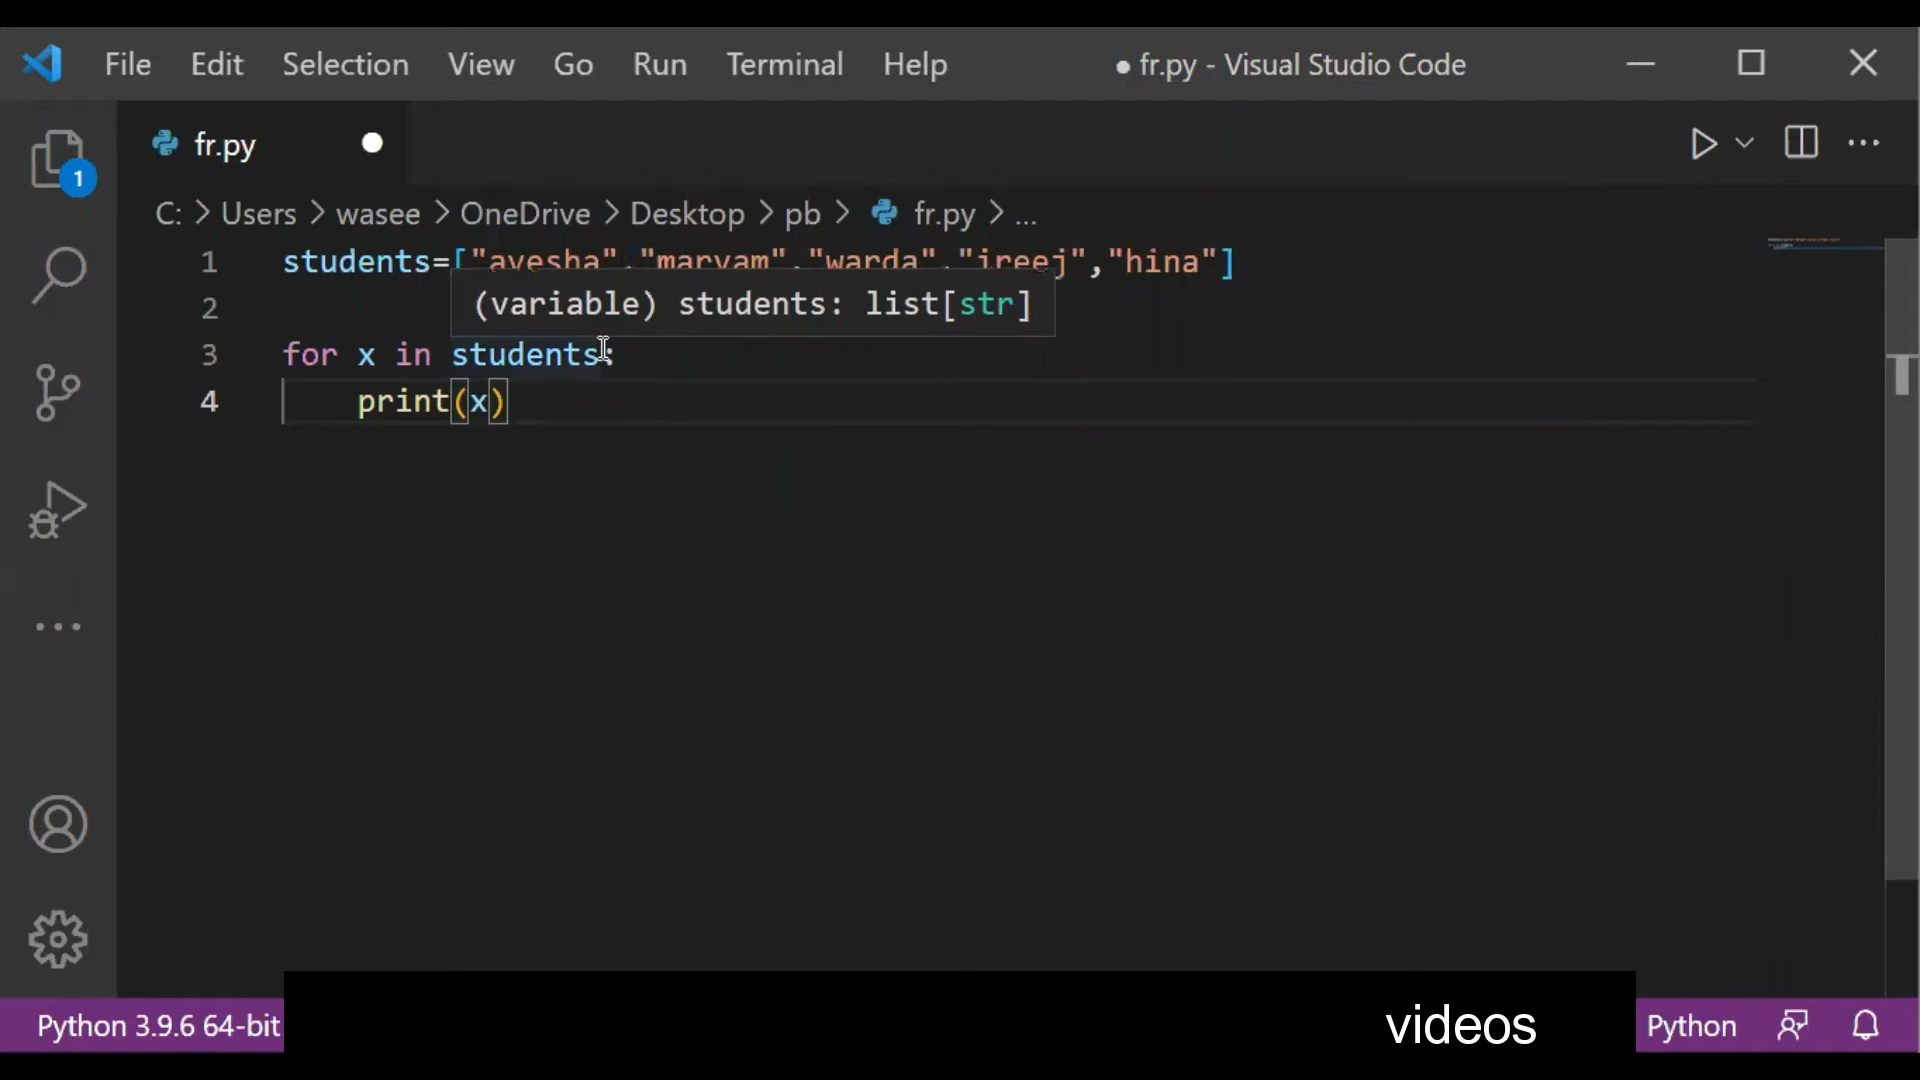 File Edit Selection View Go Run Terminal Help ● fr.py - Visual Studio Code
fr.py
1
C: > Users > wasee > OneDrive > Desktop > pb > fr.py > ...
1 students=["ayesha","maryam","warda","ireej","hina"]
(variable) students: list[str]
2
3 for x in students:
4 print(x)
Python 3.9.6 64-bit
videos
Python